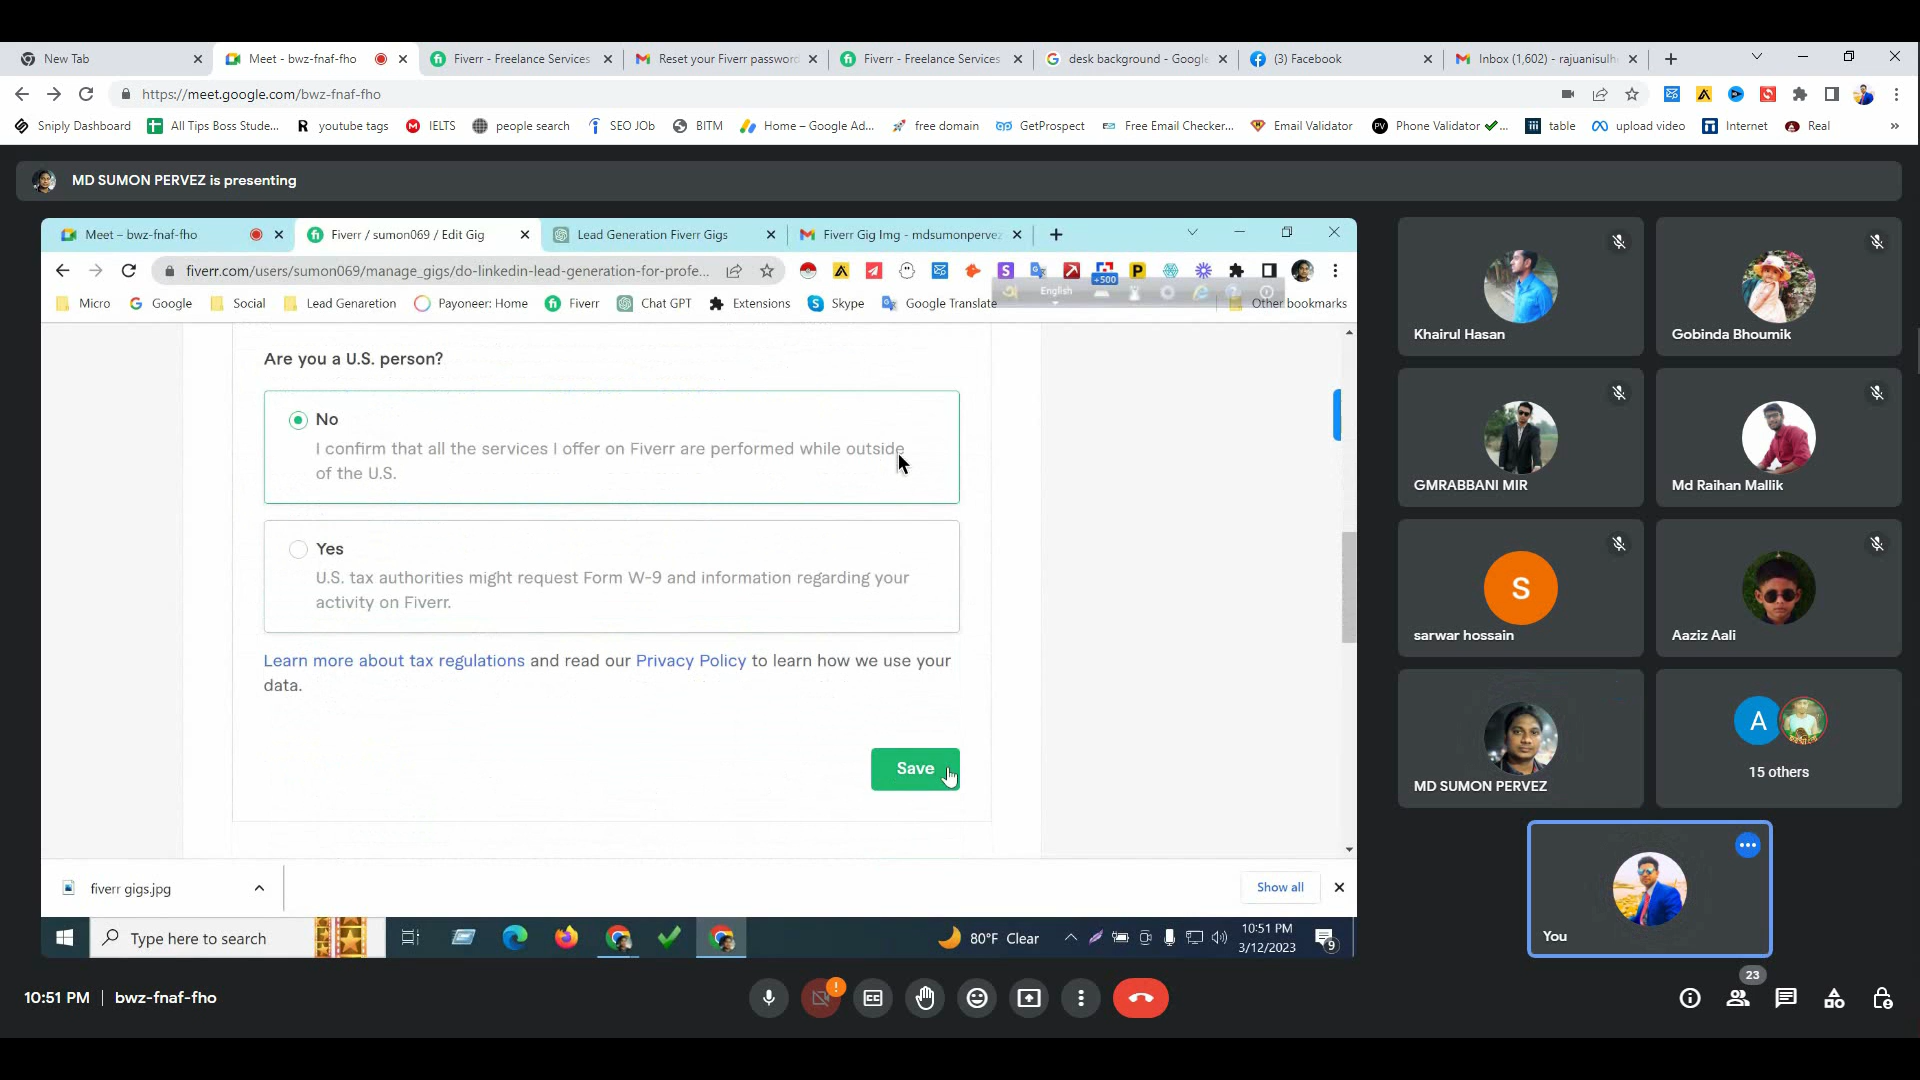 New Tab
Meet - bwz-fnaf-fho
Fiverr - Freelance Services
Reset your Fiverr password
Fiverr - Freelance Services
desk background - Google
(3) Facebook
Inbox (1,602) - rajuanisulh
https://meet.google.com/bwz-fnaf-fho
Sniply Dashboard
All Tips Boss Stude...
youtube tags
IELTS
people search
SEO JOb
BITM
Home – Google Ad...
free domain
GetProspect
Free Email Checker...
Email Validator
Phone Validator ✔...
table
upload video
Internet
Real
MD SUMON PERVEZ is presenting
Meet – bwz-fnaf-fho
Fiverr / sumon069 / Edit Gig
Lead Generation Fiverr Gigs
Fiverr Gig Img - mdsumonpervez
fiverr.com/users/sumon069/manage_gigs/do-linkedin-lead-generation-for-profe...
+500
Micro
Google
Social
Lead Genaretion
Payoneer: Home
Fiverr
Chat GPT
Extensions
Skype
Google Translate
English
Other bookmarks
Are you a U.S. person?
No
I confirm that all the services I offer on Fiverr are performed while outside
of the U.S.
Yes
U.S. tax authorities might request Form W-9 and information regarding your
activity on Fiverr.
Learn more about tax regulations and read our Privacy Policy to learn how we use your
data.
Save
fiverr gigs.jpg
Show all
Type here to search
80°F Clear
10:51 PM
3/12/2023
9
Khairul Hasan
Gobinda Bhoumik
GMRABBANI MIR
Md Raihan Mallik
S
sarwar hossain
Aaziz Aali
MD SUMON PERVEZ
A
15 others
You
10:51 PM | bwz-fnaf-fho
23